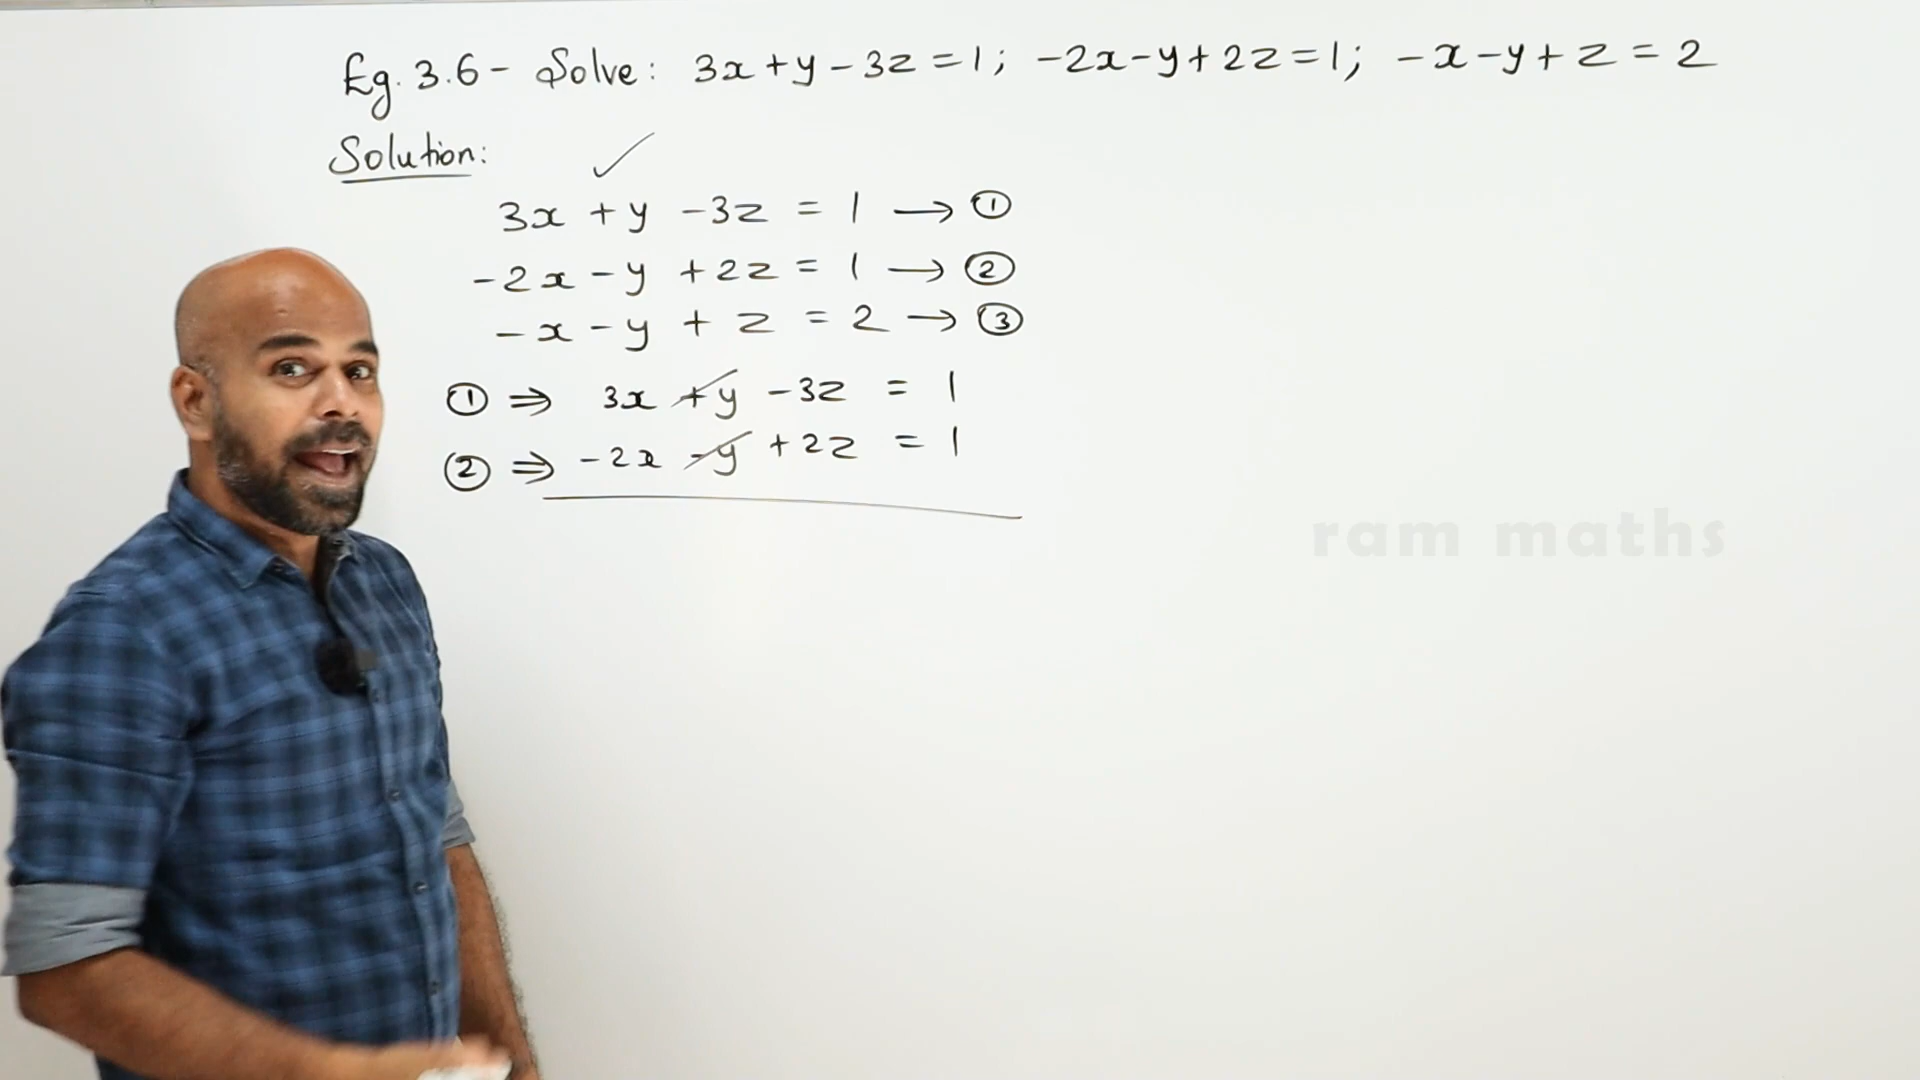 Eg. 3.6 - Solve: 3x + y - 3z = 1; -2x - y + 2z = 1; -x - y + z = 2
Solution: ✓
3x + y - 3z = 1 → ①
-2x - y + 2z = 1 → ②
-x - y + z = 2 → ③
① ⇒ 3x + y - 3z = 1
② ⇒ -2x - y + 2z = 1
ram maths